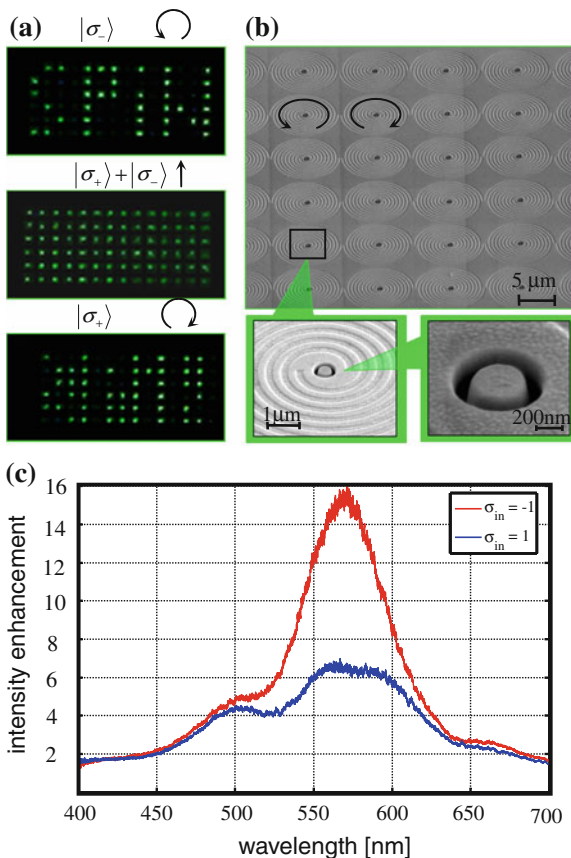 (a)
|σ₋⟩
SPIN
|σ₊⟩ + |σ₋⟩
|σ₊⟩
(b)
5 μm
1μm
200nm
(c)
intensity enhancement
16
14
12
10
8
6
4
2
σin = -1
σin = 1
400 450 500 550 600 650 700
wavelength [nm]